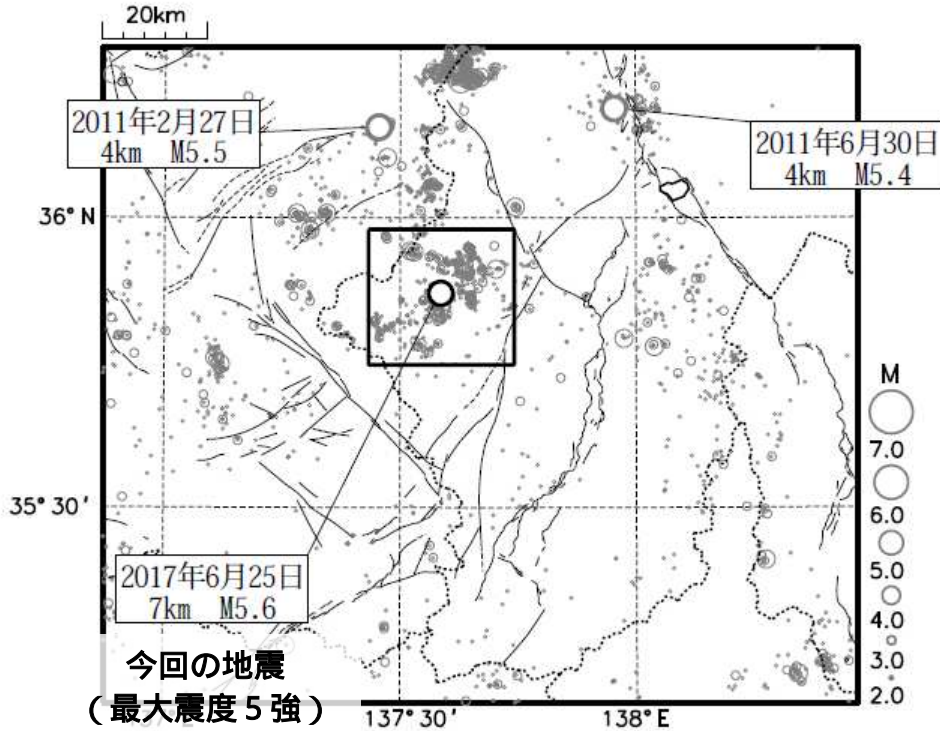 20km
2011年2月27日
4km M5.5
2011年6月30日
4km M5.4
36° N
M
7.0
6.0
5.0
4.0
3.0
2.0
35° 30′
2017年6月25日
7km M5.6
今回の地震
（最大震度５強）
137° E
137° 30′
138° E